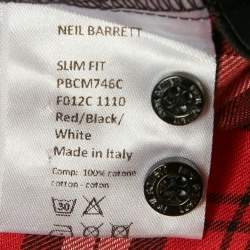 NEIL BARRETT
SLIM FIT
PBCM746C
F012C 1110
Red/Black/
White
Made in Italy
Comp: 100% cotone
cotton - coton
30